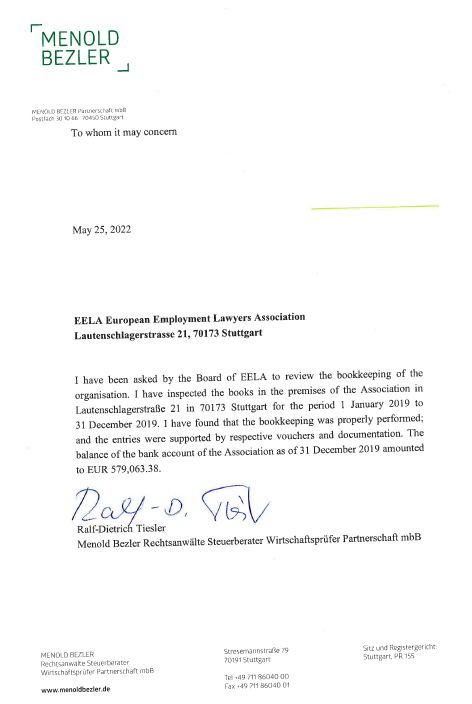 MENOLD
BEZLER
MENOLD BEZLER Partnerschaft mbB
Postfach 30 10 66 · 70450 Stuttgart
To whom it may concern
May 25, 2022
EELA European Employment Lawyers Association
Lautenschlagerstrasse 21, 70173 Stuttgart
I have been asked by the Board of EELA to review the bookkeeping of the
organisation. I have inspected the books in the premises of the Association in
Lautenschlagerstraße 21 in 70173 Stuttgart for the period 1 January 2019 to
31 December 2019. I have found that the bookkeeping was properly performed;
and the entries were supported by respective vouchers and documentation. The
balance of the bank account of the Association as of 31 December 2019 amounted
to EUR 579,063.38.
Ralf-D. Tiesler
Ralf-Dietrich Tiesler
Menold Bezler Rechtsanwälte Steuerberater Wirtschaftsprüfer Partnerschaft mbB
MENOLD BEZLER
Rechtsanwälte Steuerberater
Wirtschaftsprüfer Partnerschaft mbB
www.menoldbezler.de
Stresemannstraße 79
70191 Stuttgart
Tel +49 711 86040 00
Fax +49 711 86040 01
Sitz und Registergericht:
Stuttgart, PR 155